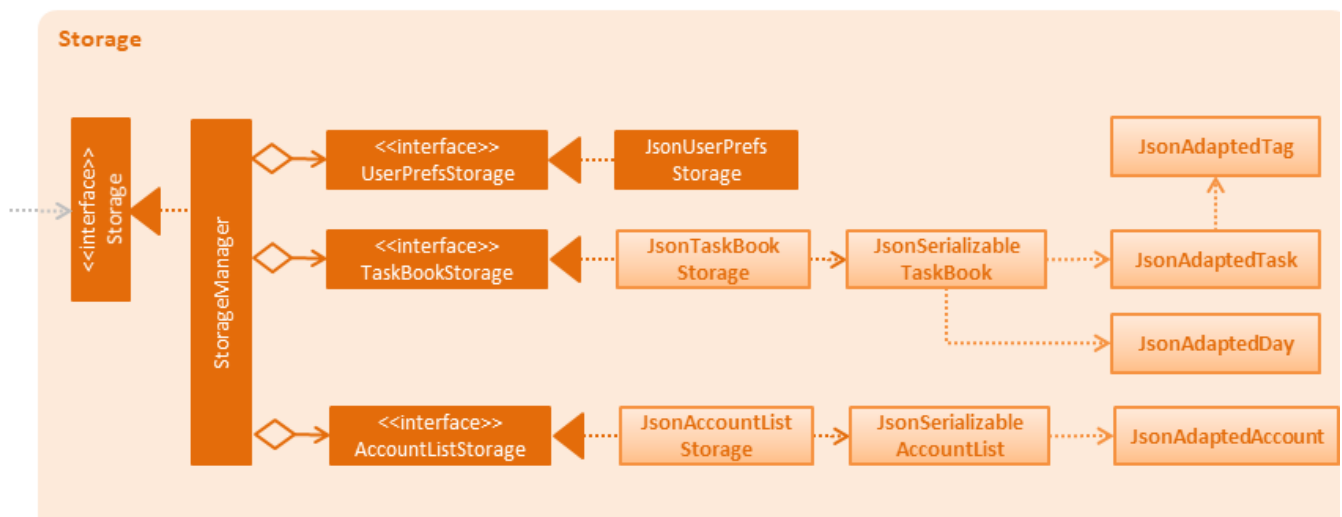 Storage
<<interface>>
Storage
StorageManager
<<interface>>
UserPrefsStorage
JsonUserPrefs
Storage
JsonAdaptedTag
<<interface>>
TaskBookStorage
JsonTaskBook
Storage
JsonSerializable
TaskBook
JsonAdaptedTask
JsonAdaptedDay
<<interface>>
AccountListStorage
JsonAccountList
Storage
JsonSerializable
AccountList
JsonAdaptedAccount